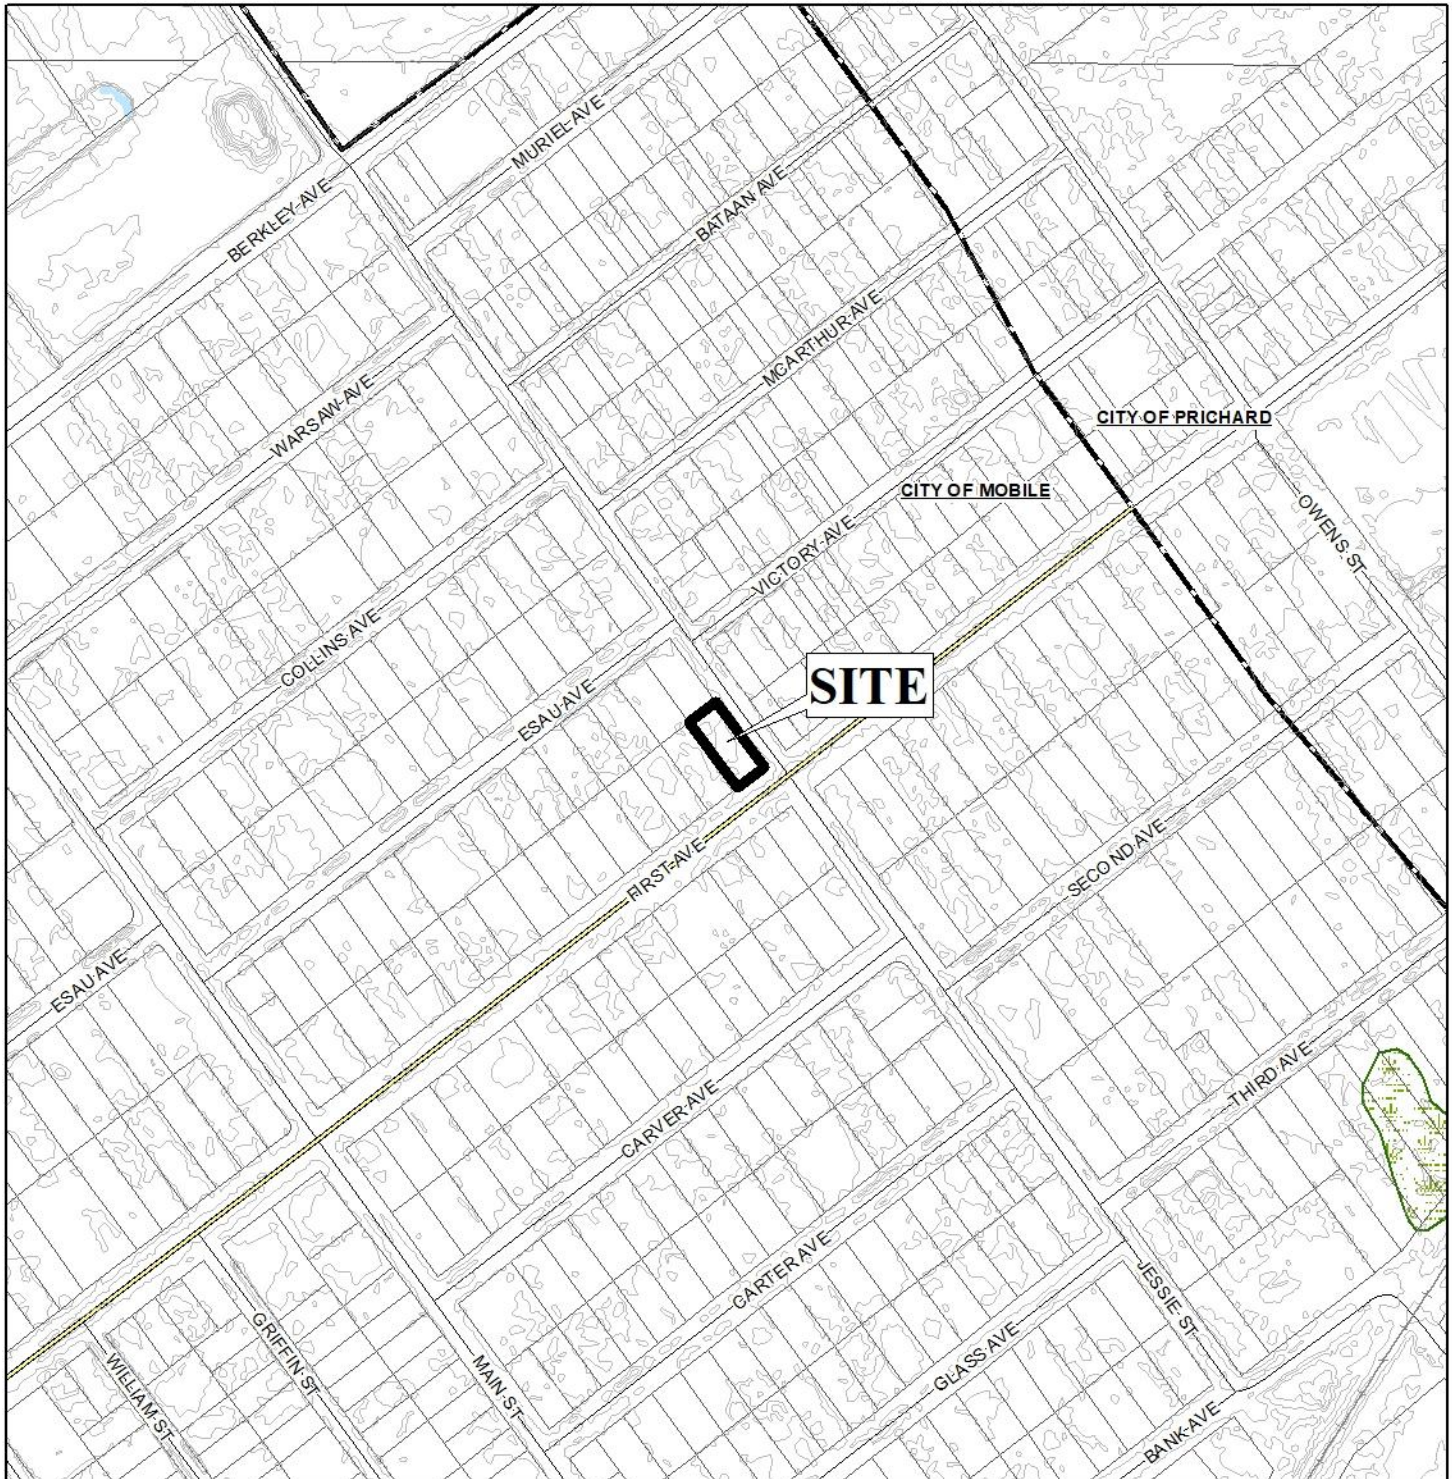 MURIEL AVE
BERKLEY AVE
BATAAN AVE
MCARTHUR AVE
WARSAW AVE
CITY OF PRICHARD
CITY OF MOBILE
OWENS ST
VICTORY AVE
COLLINS AVE
SITE
ESAU AVE
FIRST AVE
SECOND AVE
ESAU AVE
THIRD AVE
CARVER AVE
CARTER AVE
JESSIE ST
GRIFFIN ST
GLASS AVE
WILLIAM ST
MAIN ST
BANK AVE